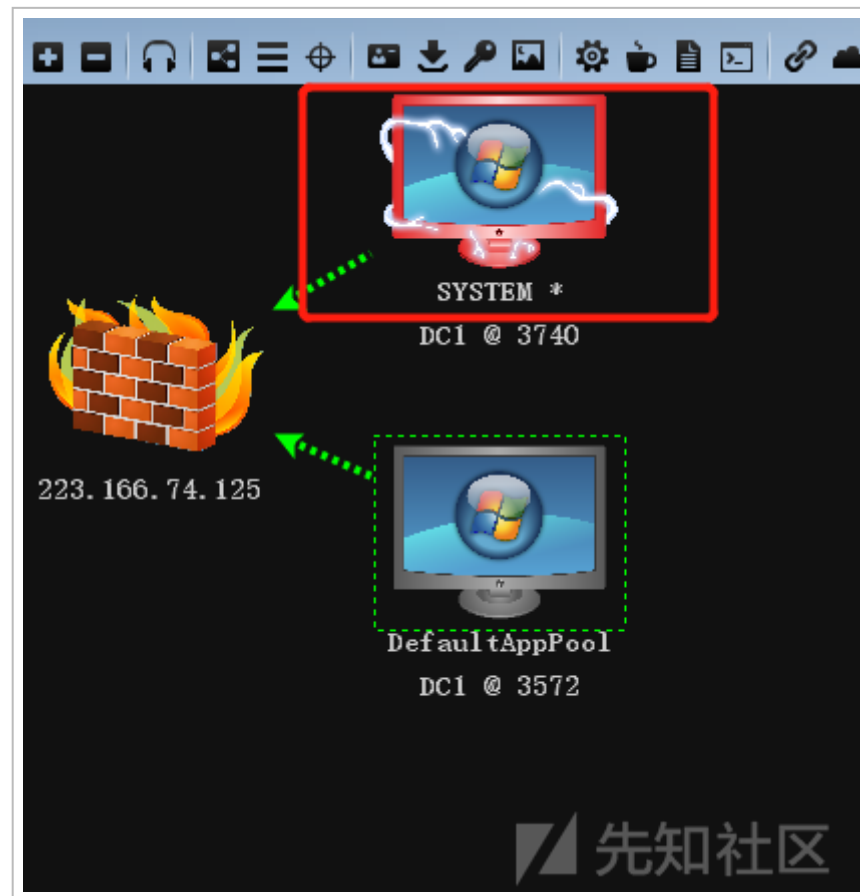 SYSTEM *
DC1 @ 3740
223.166.74.125
DefaultAppPool
DC1 @ 3572
先知社区